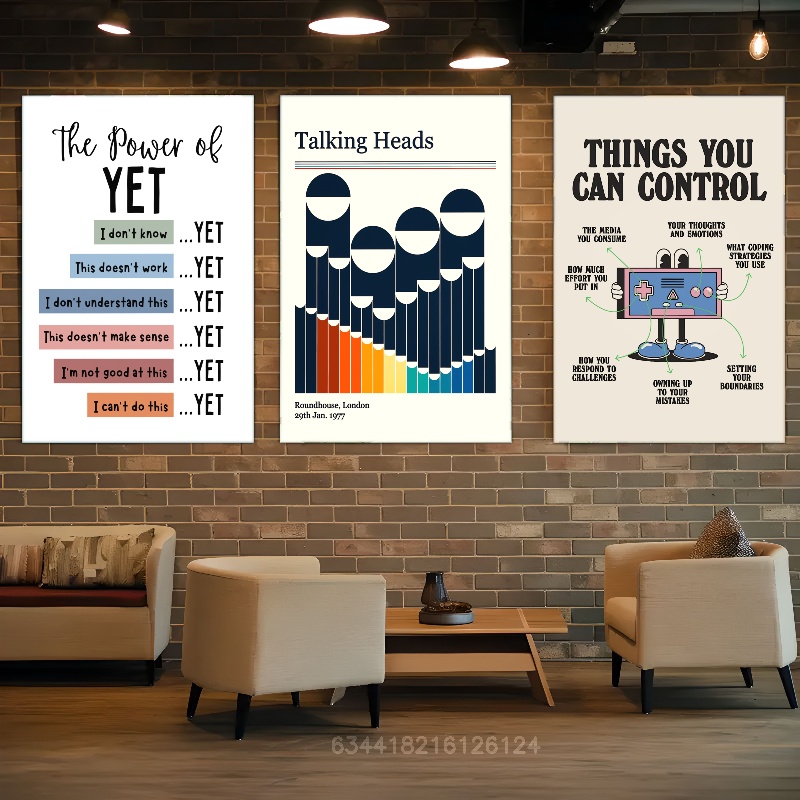 The Power of
YET
I don't know ...YET
This doesn't work ...YET
I don't understand this ...YET
This doesn't make sense ...YET
I'm not good at this ...YET
I can't do this ...YET
Talking Heads
Roundhouse, London
29th Jan. 1977
THINGS YOU
CAN CONTROL
THE MEDIA
YOU CONSUME
YOUR THOUGHTS
AND EMOTIONS
WHAT COPING
STRATEGIES
YOU USE
HOW MUCH
EFFORT YOU
PUT IN
HOW YOU
RESPOND TO
CHALLENGES
OWNING UP
TO YOUR
MISTAKES
SETTING
YOUR
BOUNDARIES
634418216126124